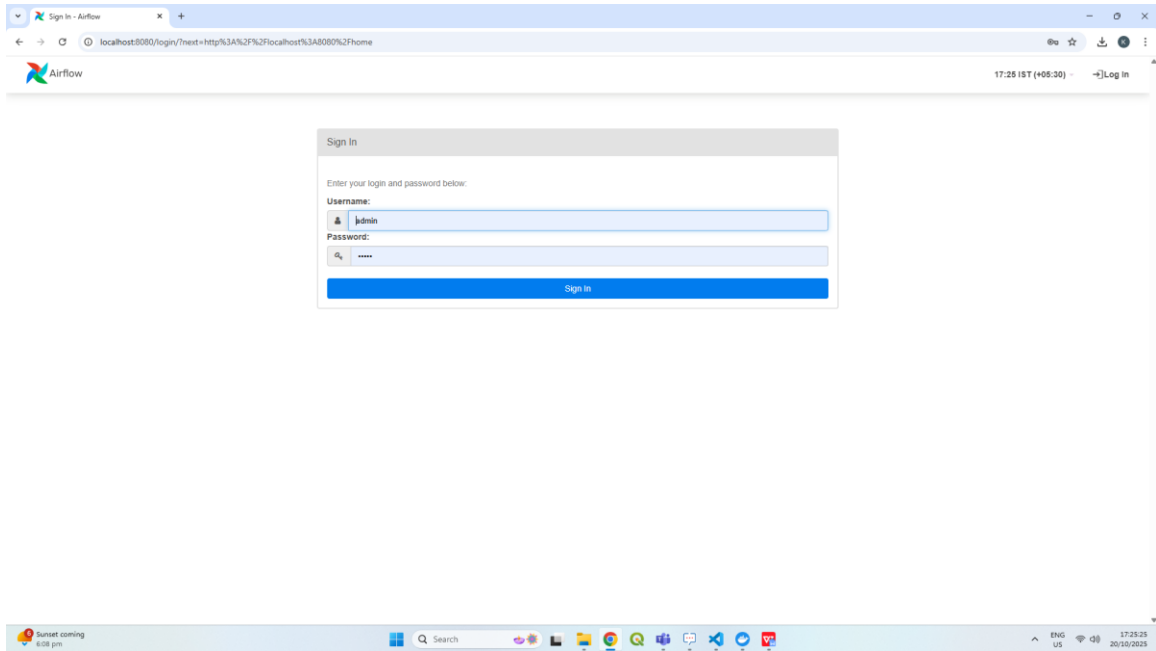 Sign In - Airflow
localhost:8080/login/?next=http%3A%2F%2Flocalhost%3A8080%2Fhome
K
Airflow
17:25 IST (+05:30)
Log In
Sign In
Enter your login and password below:
Username:
admin
Password:
•••••
Sign In
6
Sunset coming
6:08 pm
Search
ENG
US
17:25:25
20/10/2025